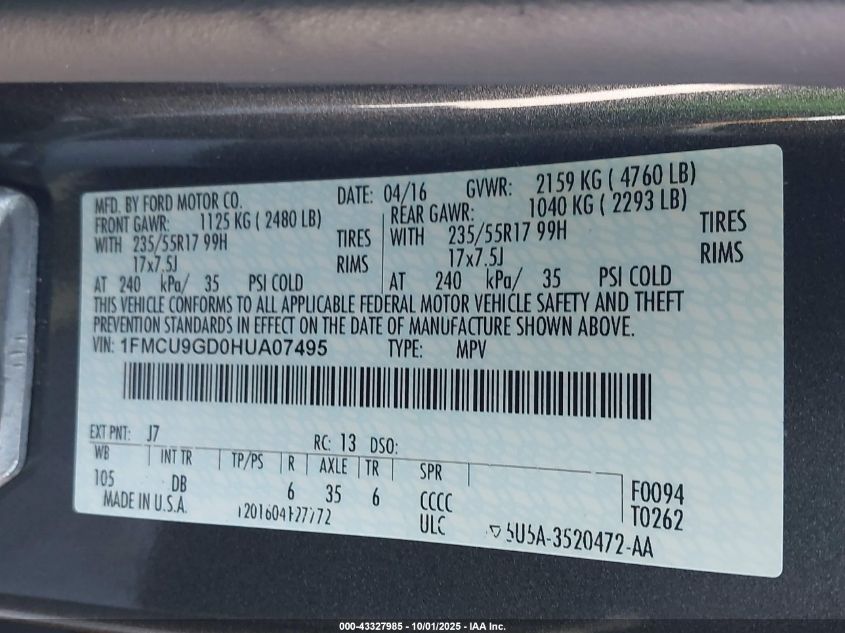 MFD. BY FORD MOTOR CO. DATE: 04/16 GVWR: 2159 KG ( 4760 LB)
FRONT GAWR: 1125 KG ( 2480 LB) REAR GAWR: 1040 KG ( 2293 LB)
WITH 235/55R17 99H TIRES WITH 235/55R17 99H TIRES
17x7.5J RIMS 17x7.5J RIMS
AT 240 kPa/ 35 PSI COLD AT 240 kPa/ 35 PSI COLD
THIS VEHICLE CONFORMS TO ALL APPLICABLE FEDERAL MOTOR VEHICLE SAFETY AND THEFT
PREVENTION STANDARDS IN EFFECT ON THE DATE OF MANUFACTURE SHOWN ABOVE.
VIN: 1FMCU9GD0HUA07495 TYPE: MPV
EXT PNT: J7 RC: 13 DSO:
WB INT TR TP/PS R AXLE TR SPR
105 DB 6 35 6 CCCC F0094
MADE IN U.S.A. ULC T0262
5U5A-3520472-AA
000-43327985 - 10/01/2025 - IAA Inc.